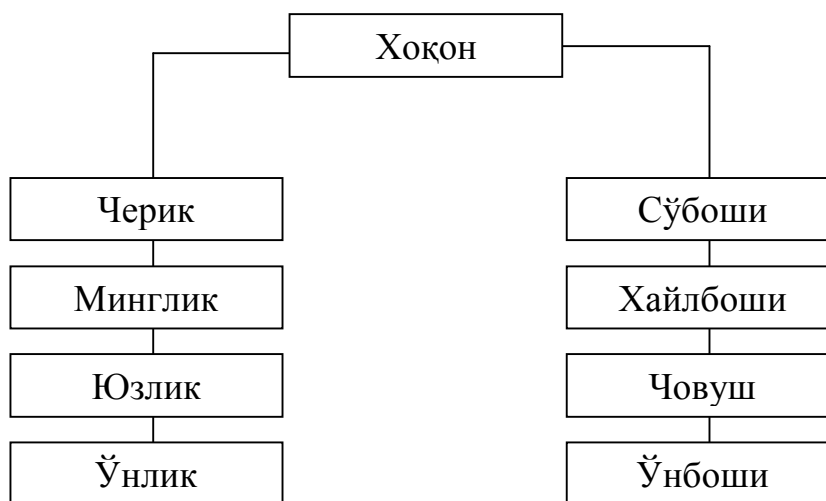 Хоқон
Черик
Сўбоши
Минглик
Хайлбоши
Юзлик
Човуш
Ўнлик
Ўнбоши